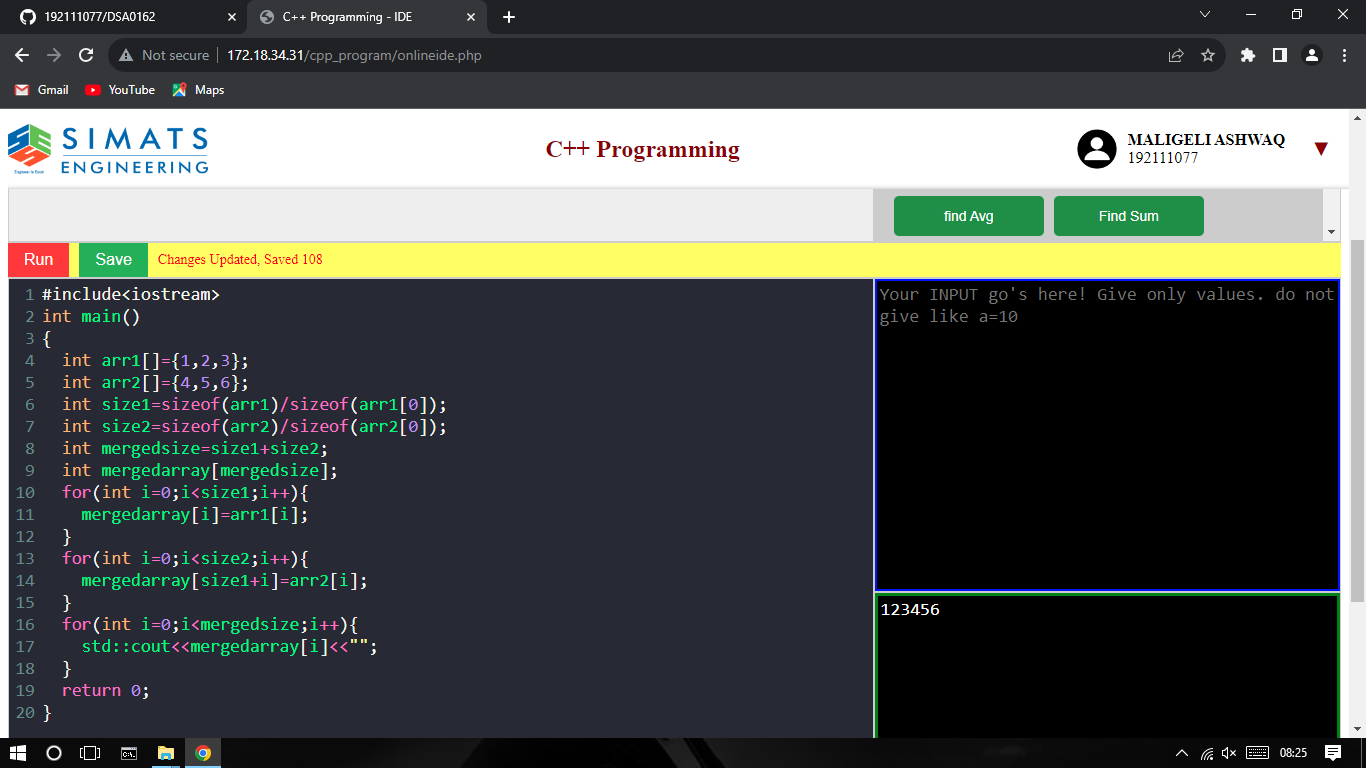 192111077/DSA0162
C++ Programming - IDE
Not secure
172.18.34.31/cpp_program/onlineide.php
Gmail
YouTube
Maps
SIMATS
ENGINEERING
Engineer to Excel
C++ Programming
MALIGELI ASHWAQ
192111077
find Avg
Find Sum
Run
Save
Changes Updated, Saved 108
1 #include<iostream>
2 int main()
3 {
4   int arr1[]={1,2,3};
5   int arr2[]={4,5,6};
6   int size1=sizeof(arr1)/sizeof(arr1[0]);
7   int size2=sizeof(arr2)/sizeof(arr2[0]);
8   int mergedsize=size1+size2;
9   int mergedarray[mergedsize];
10   for(int i=0;i<size1;i++){
11     mergedarray[i]=arr1[i];
12   }
13   for(int i=0;i<size2;i++){
14     mergedarray[size1+i]=arr2[i];
15   }
16   for(int i=0;i<mergedsize;i++){
17     std::cout<<mergedarray[i]<<"";
18   }
19   return 0;
20 }
Your INPUT go's here! Give only values. do not
give like a=10
123456
08:25